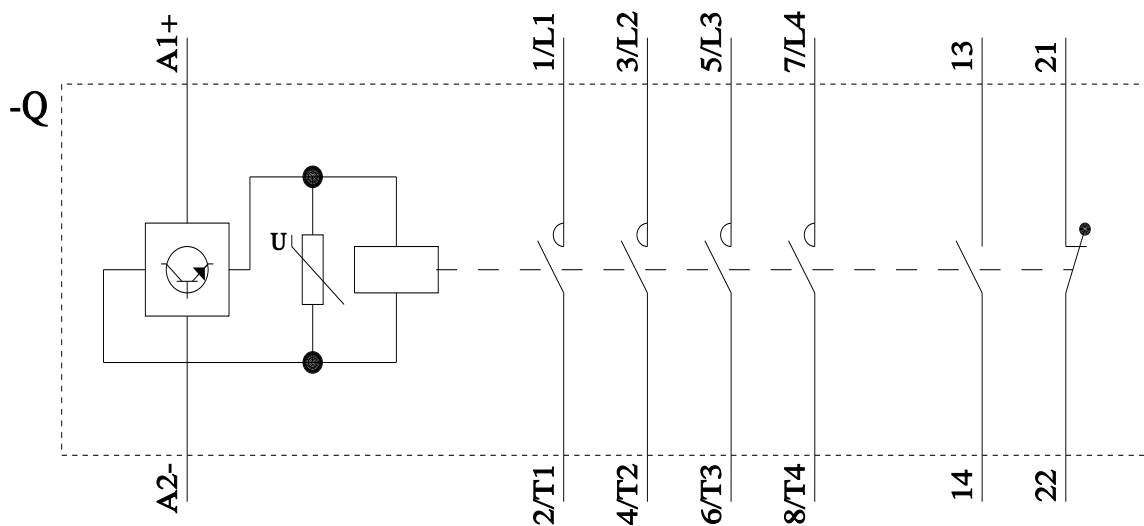 A1+
1/L1
3/L2
5/L3
7/L4
13
21
-Q
U
A2-
2/T1
4/T2
6/T3
8/T4
14
22